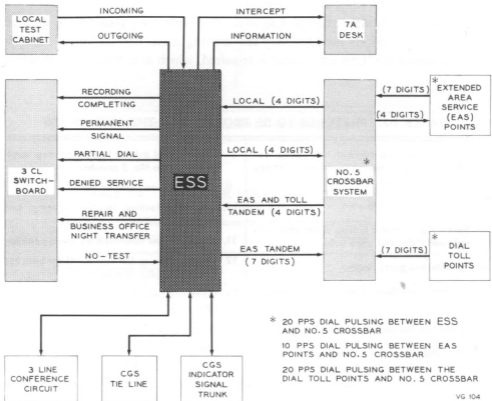 LOCAL
TEST
CABINET
INCOMING
OUTGOING
INTERCEPT
INFORMATION
7A
DESK
3 CL
SWITCH-
BOARD
RECORDING
COMPLETING
PERMANENT
SIGNAL
PARTIAL DIAL
DENIED SERVICE
REPAIR AND
BUSINESS OFFICE
NIGHT TRANSFER
NO-TEST
ESS
LOCAL (4 DIGITS)
LOCAL (4 DIGITS)
EAS AND TOLL
TANDEM (4 DIGITS)
EAS TANDEM
(7 DIGITS)
*
NO. 5
CROSSBAR
SYSTEM
(7 DIGITS)
(4 DIGITS)
*
EXTENDED
AREA
SERVICE
(EAS)
POINTS
(7 DIGITS)
*
DIAL
TOLL
POINTS
3 LINE
CONFERENCE
CIRCUIT
CGS
TIE LINE
CGS
INDICATOR
SIGNAL
TRUNK
* 20 PPS DIAL PULSING BETWEEN ESS
AND NO. 5 CROSSBAR
10 PPS DIAL PULSING BETWEEN EAS
POINTS AND NO. 5 CROSSBAR
20 PPS DIAL PULSING BETWEEN THE
DIAL TOLL POINTS AND NO. 5 CROSSBAR
VG 104